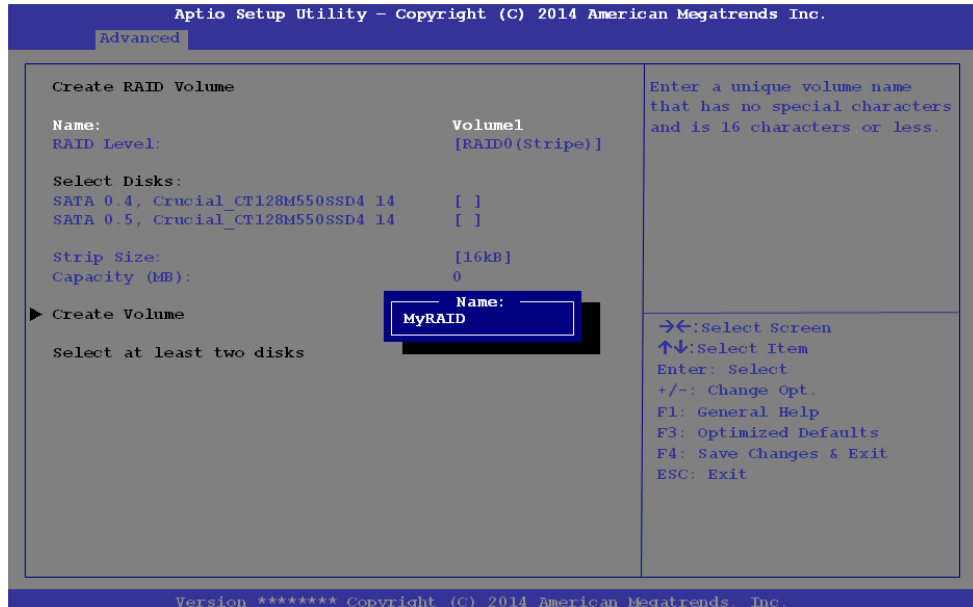 Aptio Setup Utility – Copyright (C) 2014 American Megatrends Inc.
Advanced
Create RAID Volume
Name: Volume1
RAID Level: [RAID0(Stripe)]
Select Disks:
SATA 0.4, Crucial_CT128M550SSD4 14 [ ]
SATA 0.5, Crucial_CT128M550SSD4 14 [ ]
Strip Size: [16kB]
Capacity (MB): 0
▶ Create Volume
Select at least two disks
Name:
MyRAID
Enter a unique volume name
that has no special characters
and is 16 characters or less.
→←:Select Screen
↑↓:Select Item
Enter: Select
+/-: Change Opt.
F1: General Help
F3: Optimized Defaults
F4: Save Changes & Exit
ESC: Exit
Version ******** Copyright (C) 2014 American Megatrends, Inc.